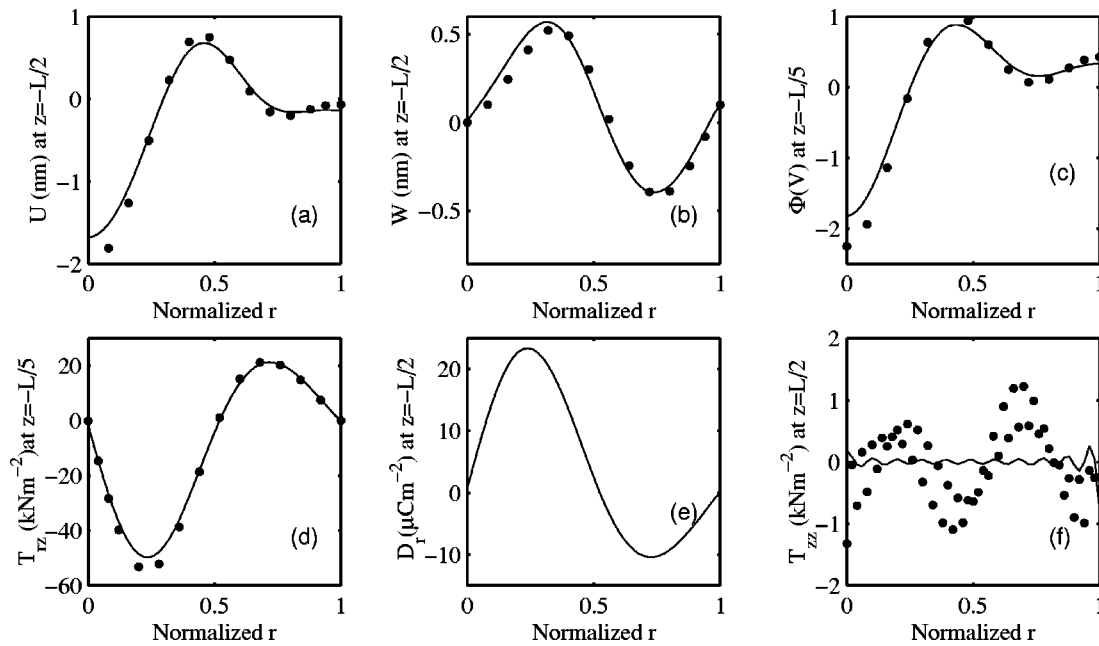 1
0
−1
−2
U (nm) at z=−L/2
(a)
0
0.5
1
Normalized r
0.5
0
−0.5
W (nm) at z=−L/2
(b)
0
0.5
1
Normalized r
1
0
−1
−2
Φ(V) at z=−L/5
(c)
0
0.5
1
Normalized r
20
0
−20
−40
−60
T_rz (kNm⁻²)at z=−L/5
(d)
0
0.5
1
Normalized r
20
10
0
−10
D_r(μCm⁻²) at z=−L/2
(e)
0
0.5
1
Normalized r
2
1
0
−1
−2
T_zz (kNm⁻²) at z=L/2
(f)
0
0.5
1
Normalized r